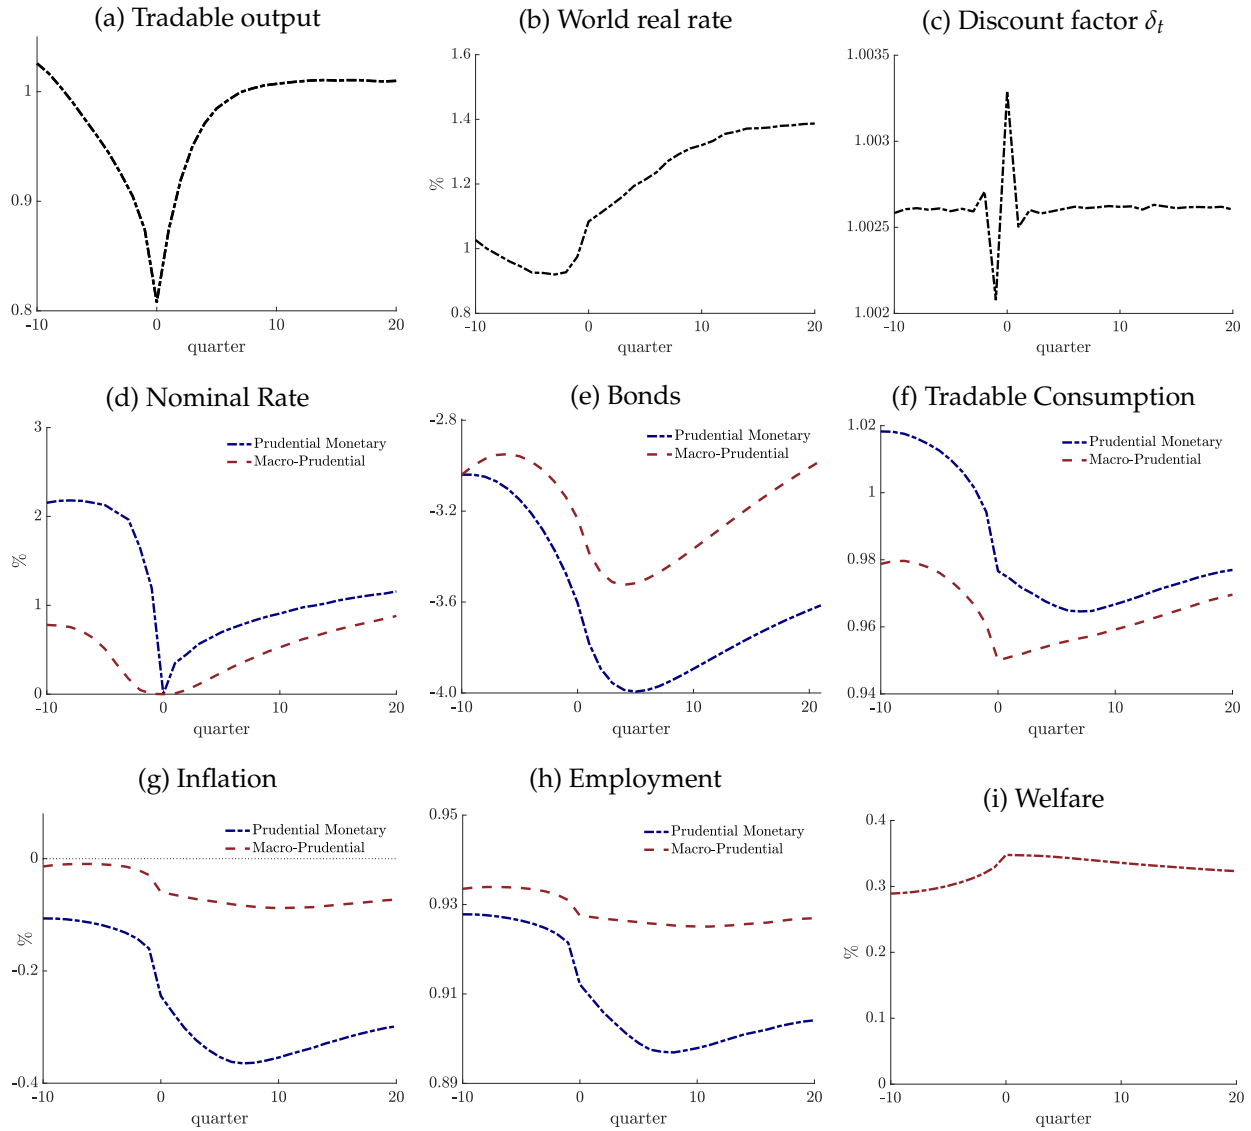 (a) Tradable output
1
0.9
0.8
-10
0
10
20
quarter
(b) World real rate
1.6
1.4
1.2
1
0.8
%
-10
0
10
20
quarter
(c) Discount factor δt
1.0035
1.003
1.0025
1.002
-10
0
10
20
quarter
(d) Nominal Rate
3
2
1
0
%
Prudential Monetary
Macro-Prudential
-10
0
10
20
quarter
(e) Bonds
-2.8
-3.2
-3.6
-4.0
Prudential Monetary
Macro-Prudential
-10
0
10
20
quarter
(f) Tradable Consumption
1.02
1
0.98
0.96
0.94
Prudential Monetary
Macro-Prudential
-10
0
10
20
quarter
(g) Inflation
0
-0.2
-0.4
%
Prudential Monetary
Macro-Prudential
-10
0
10
20
quarter
(h) Employment
0.95
0.93
0.91
0.89
Prudential Monetary
Macro-Prudential
-10
0
10
20
quarter
(i) Welfare
0.4
0.3
0.2
0.1
0
%
-10
0
10
20
quarter